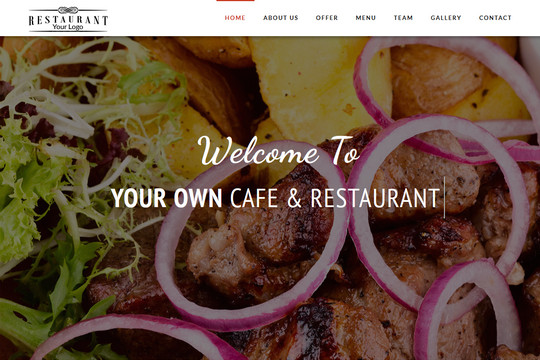 RESTAURANT
Your Logo
HOME ABOUT US OFFER MENU TEAM GALLERY CONTACT
Welcome To
YOUR OWN CAFE & RESTAURANT